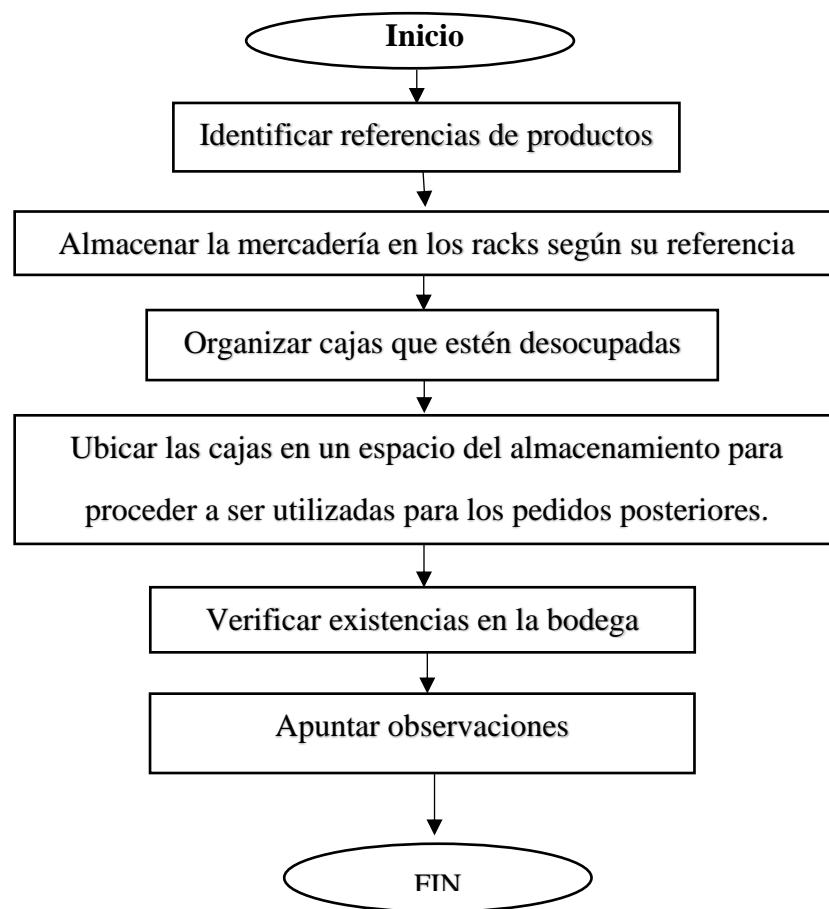 Inicio
Identificar referencias de productos
Almacenar la mercadería en los racks según su referencia
Organizar cajas que estén desocupadas
Ubicar las cajas en un espacio del almacenamiento para
proceder a ser utilizadas para los pedidos posteriores.
Verificar existencias en la bodega
Apuntar observaciones
FIN